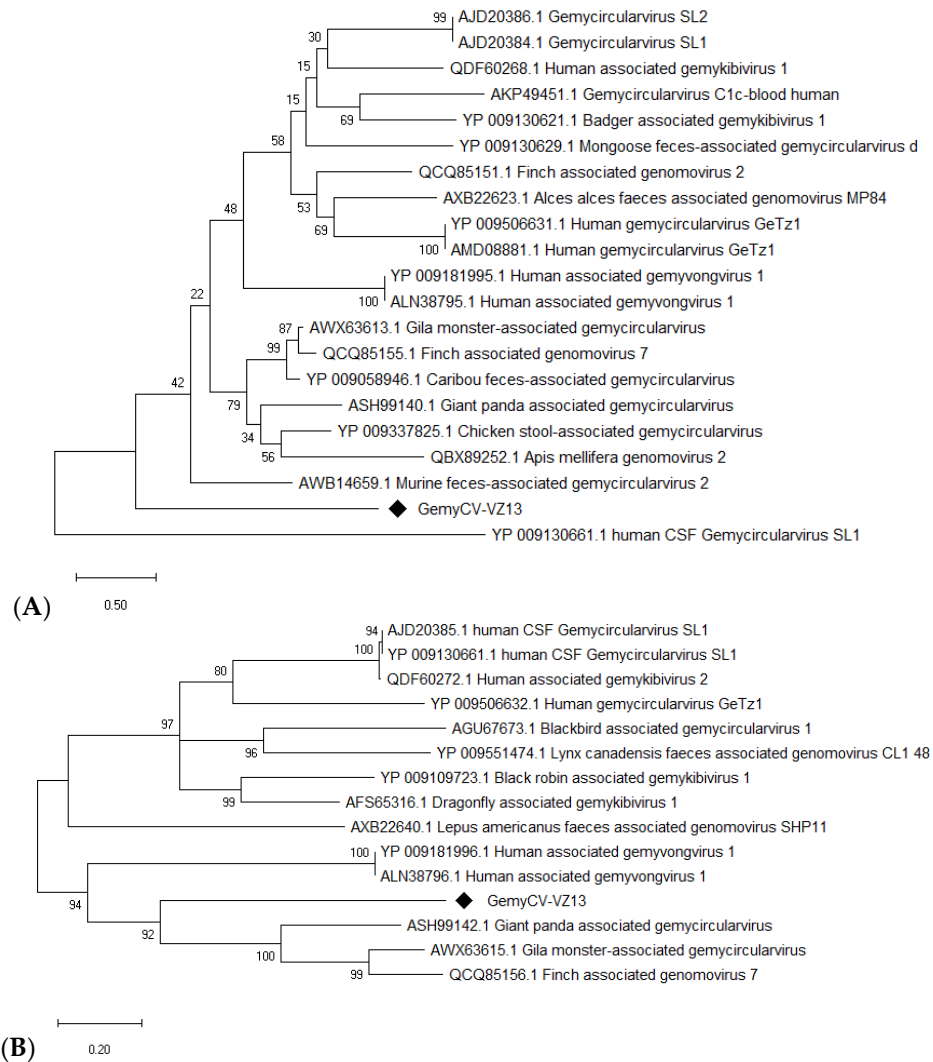 99 AJD20386.1 Gemycircularvirus SL2
AJD20384.1 Gemycircularvirus SL1
30
QDF60268.1 Human associated gemykibivirus 1
15
AKP49451.1 Gemycircularvirus C1c-blood human
69
YP 009130621.1 Badger associated gemykibivirus 1
15
YP 009130629.1 Mongoose feces-associated gemycircularvirus d
58
QCQ85151.1 Finch associated genomovirus 2
53
AXB22623.1 Alces alces faeces associated genomovirus MP84
69
YP 009506631.1 Human gemycircularvirus GeTz1
100 AMD08881.1 Human gemycircularvirus GeTz1
48
YP 009181995.1 Human associated gemyvongvirus 1
100 ALN38795.1 Human associated gemyvongvirus 1
22
87 AWX63613.1 Gila monster-associated gemycircularvirus
99
QCQ85155.1 Finch associated genomovirus 7
YP 009058946.1 Caribou feces-associated gemycircularvirus
42
79
ASH99140.1 Giant panda associated gemycircularvirus
34
YP 009337825.1 Chicken stool-associated gemycircularvirus
56
QBX89252.1 Apis mellifera genomovirus 2
AWB14659.1 Murine feces-associated gemycircularvirus 2
GemyCV-VZ13
YP 009130661.1 human CSF Gemycircularvirus SL1
0.50
(A)
94 AJD20385.1 human CSF Gemycircularvirus SL1
100 YP 009130661.1 human CSF Gemycircularvirus SL1
QDF60272.1 Human associated gemykibivirus 2
80
YP 009506632.1 Human gemycircularvirus GeTz1
97
AGU67673.1 Blackbird associated gemycircularvirus 1
96
YP 009551474.1 Lynx canadensis faeces associated genomovirus CL1 48
YP 009109723.1 Black robin associated gemykibivirus 1
99
AFS65316.1 Dragonfly associated gemykibivirus 1
AXB22640.1 Lepus americanus faeces associated genomovirus SHP11
100 YP 009181996.1 Human associated gemyvongvirus 1
ALN38796.1 Human associated gemyvongvirus 1
94
GemyCV-VZ13
92
ASH99142.1 Giant panda associated gemycircularvirus
100
AWX63615.1 Gila monster-associated gemycircularvirus
99
QCQ85156.1 Finch associated genomovirus 7
0.20
(B)